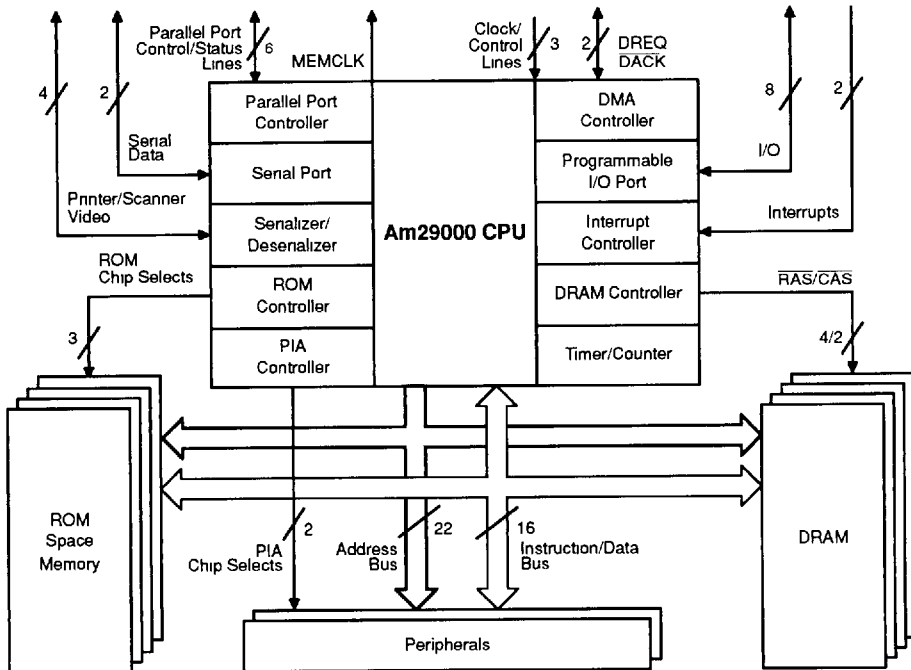 Parallel Port
Control/Status
Lines
6
MEMCLK
Clock/
Control
Lines
3
2
DREQ
DACK
4
2
8
2
Serial
Data
I/O
Printer/Scanner
Video
Interrupts
ROM
Chip Selects
RAS/CAS
3
4/2
Parallel Port
Controller
Serial Port
Serializer/
Deserializer
ROM
Controller
PIA
Controller
Am29000 CPU
DMA
Controller
Programmable
I/O Port
Interrupt
Controller
DRAM Controller
Timer/Counter
ROM
Space
Memory
2
PIA
Chip Selects
22
Address
Bus
16
Instruction/Data
Bus
DRAM
Peripherals